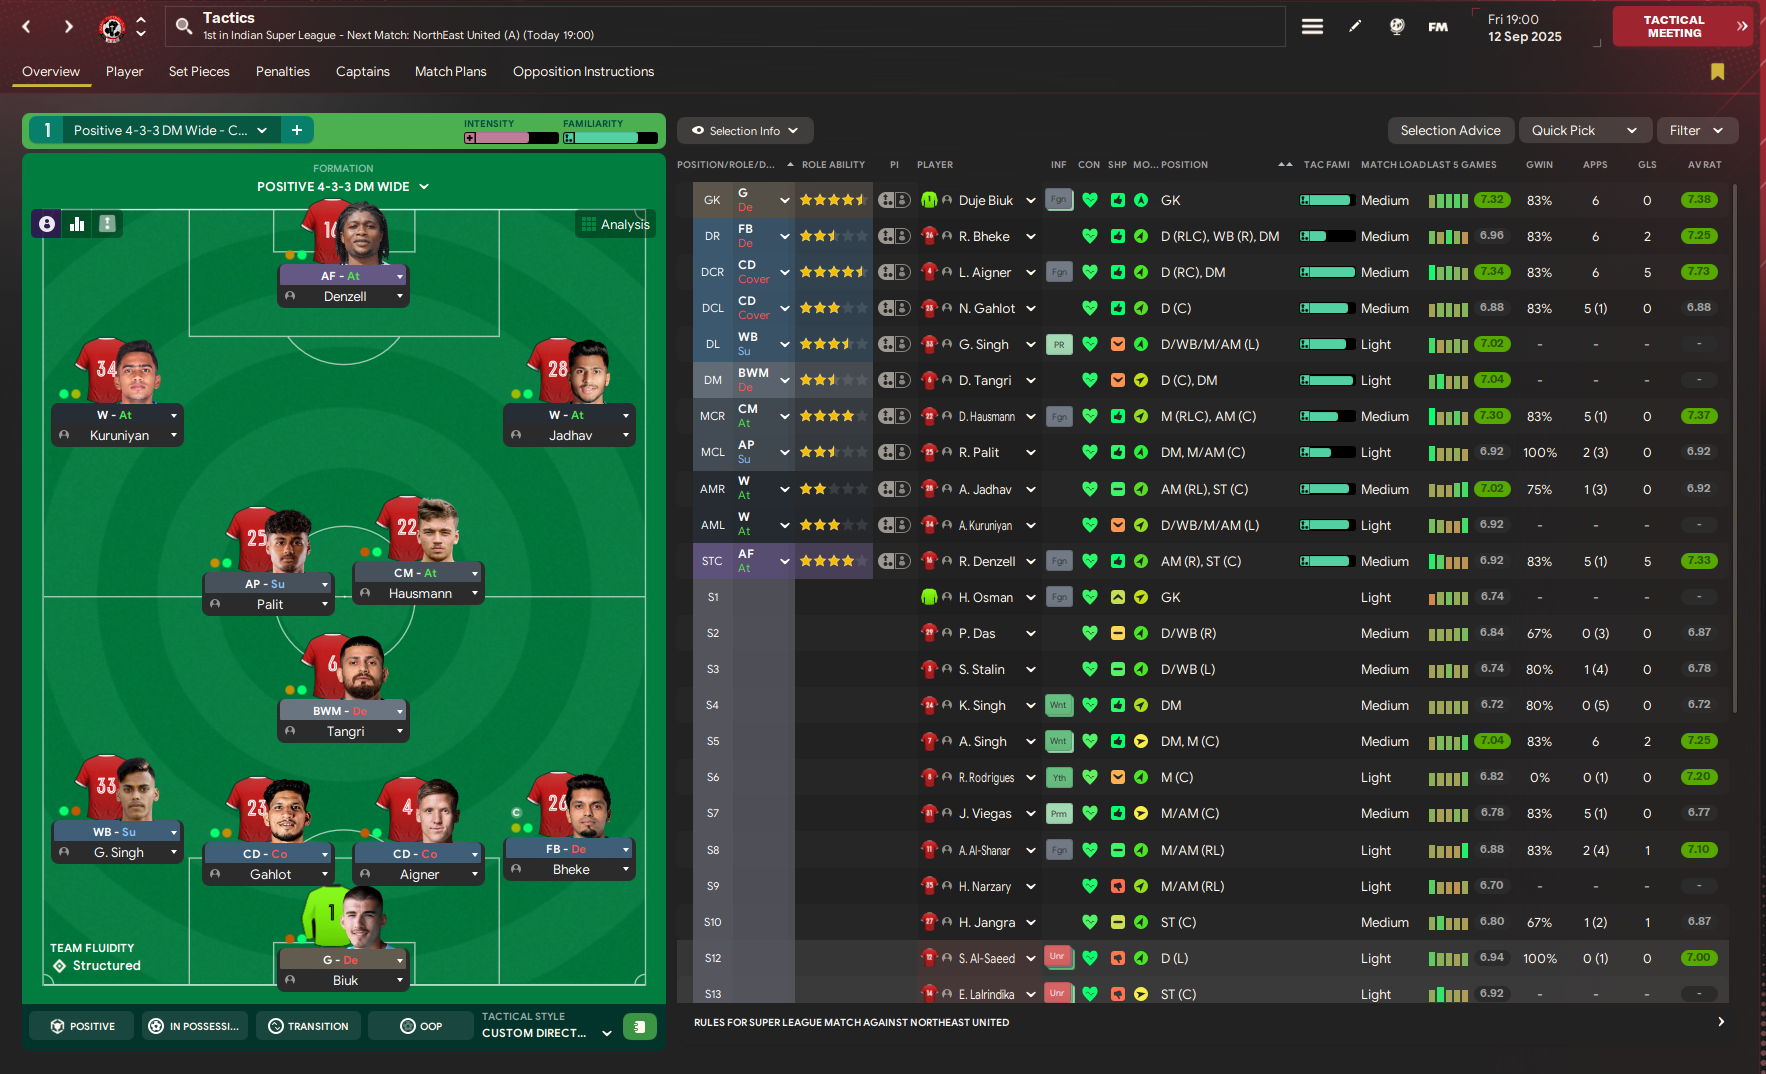 Tactics
1st in Indian Super League - Next Match: NorthEast United (A) (Today 19:00)
FM
Fri 19:00
12 Sep 2025
TACTICAL
MEETING
Overview Player Set Pieces Penalties Captains Match Plans Opposition Instructions
1 Positive 4-3-3 DM Wide - C... +
INTENSITY
FAMILIARITY
FORMATION
POSITIVE 4-3-3 DM WIDE
Analysis
AF - At
Denzell
34
W - At
Kuruniyan
28
W - At
Jadhav
25
AP - Su
Palit
22
CM - At
Hausmann
6
BWM - De
Tangri
33
WB - Su
G. Singh
23
CD - Co
Gahlot
4
CD - Co
Aigner
C
26
FB - De
Bheke
1
G - De
Biuk
TEAM FLUIDITY
Structured
POSITIVE
IN POSSESSI...
TRANSITION
OOP
TACTICAL STYLE
CUSTOM DIRECT...
Selection Info
Selection Advice
Quick Pick
Filter
POSITION/ROLE/D... ROLE ABILITY PI PLAYER INF CON SHP MO... POSITION TAC FAMI MATCH LOAD LAST 5 GAMES GWIN APPS GLS AV RAT
GK G De Duje Biuk Fgn GK Medium 7.32 83% 6 0 7.38
DR FB De R. Bheke D (RLC), WB (R), DM Medium 6.96 83% 6 2 7.25
DCR CD Cover L. Aigner Fgn D (RC), DM Medium 7.34 83% 6 5 7.73
DCL CD Cover N. Gahlot D (C) Medium 6.88 83% 5 (1) 0 6.88
DL WB Su G. Singh PR D/WB/M/AM (L) Light 7.02 - - - -
DM BWM De D. Tangri D (C), DM Light 7.04 - - - -
MCR CM At D. Hausmann Fgn M (RLC), AM (C) Medium 7.30 83% 5 (1) 0 7.37
MCL AP Su R. Palit DM, M/AM (C) Light 6.92 100% 2 (3) 0 6.92
AMR W At A. Jadhav AM (RL), ST (C) Medium 7.02 75% 1 (3) 0 6.92
AML W At A. Kuruniyan D/WB/M/AM (L) Light 6.92 - - - -
STC AF At R. Denzell Fgn AM (R), ST (C) Medium 6.92 83% 5 (1) 5 7.33
S1 H. Osman Fgn GK Light 6.74 - - - -
S2 P. Das D/WB (R) Medium 6.84 67% 0 (3) 0 6.87
S3 S. Stalin D/WB (L) Medium 6.74 80% 1 (4) 0 6.78
S4 K. Singh Wnt DM Medium 6.72 80% 0 (5) 0 6.72
S5 A. Singh Wnt DM, M (C) Medium 7.04 83% 6 2 7.25
S6 R. Rodrigues Yth M (C) Light 6.82 0% 0 (1) 0 7.20
S7 J. Viegas Prm M/AM (C) Medium 6.78 83% 5 (1) 0 6.77
S8 A. Al-Shanar Fgn M/AM (RL) Light 6.88 83% 2 (4) 1 7.10
S9 H. Narzary M/AM (RL) Light 6.70 - - - -
S10 H. Jangra ST (C) Medium 6.80 67% 1 (2) 1 6.87
S12 S. Al-Saeed Unr D (L) Light 6.94 100% 0 (1) 0 7.00
S13 E. Lalrindika Unr ST (C) Light 6.92 - - - -
RULES FOR SUPER LEAGUE MATCH AGAINST NORTHEAST UNITED